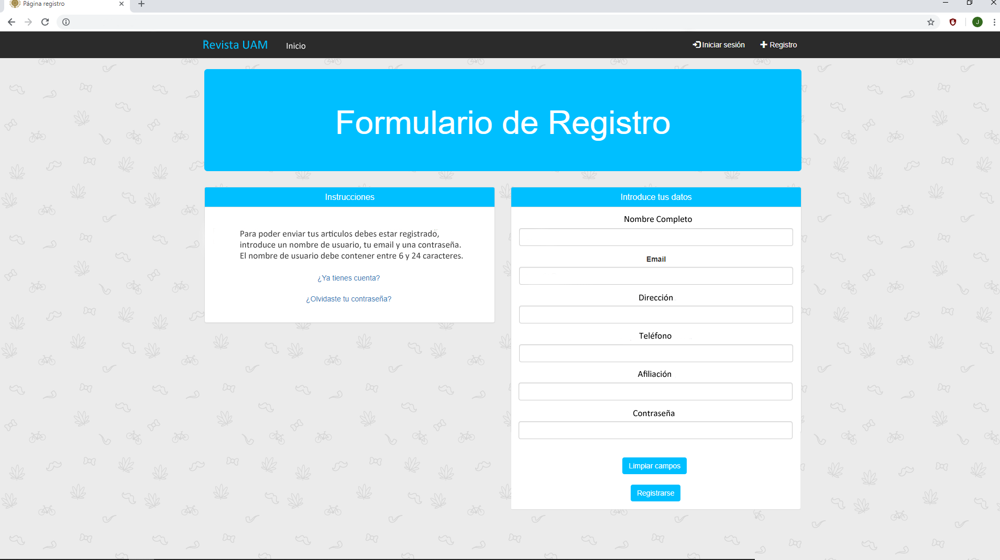 Página registro
J
Revista UAM
Inicio
Iniciar sesión
Registro
Formulario de Registro
Instrucciones
Para poder enviar tus articulos debes estar registrado,
introduce un nombre de usuario, tu email y una contraseña.
El nombre de usuario debe contener entre 6 y 24 caracteres.
¿Ya tienes cuenta?
¿Olvidaste tu contraseña?
Introduce tus datos
Nombre Completo
Email
Dirección
Teléfono
Afiliación
Contraseña
Limpiar campos
Registrarse